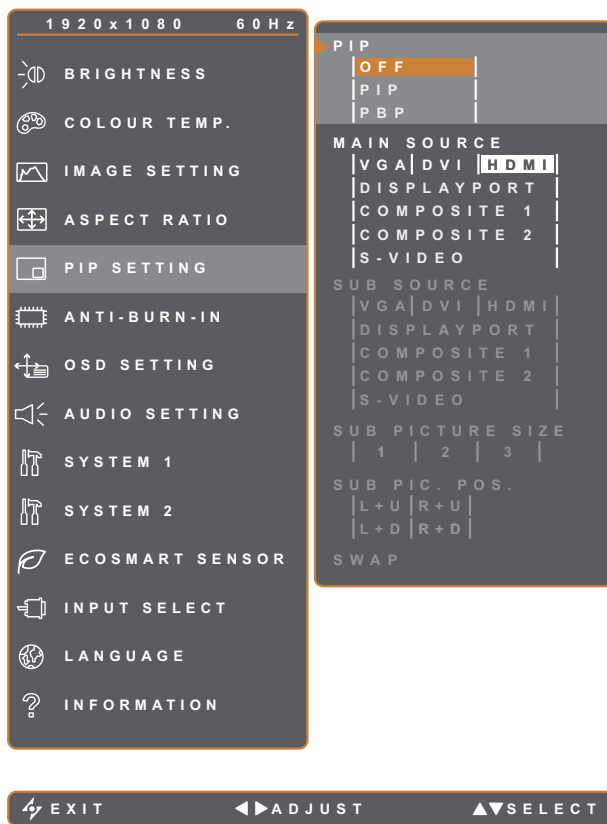 1920x1080 60Hz
BRIGHTNESS
COLOUR TEMP.
IMAGE SETTING
ASPECT RATIO
PIP SETTING
ANTI-BURN-IN
OSD SETTING
AUDIO SETTING
SYSTEM 1
SYSTEM 2
ECOSMART SENSOR
INPUT SELECT
LANGUAGE
INFORMATION
PIP
OFF
PIP
PBP
MAIN SOURCE
VGA DVI HDMI
DISPLAYPORT
COMPOSITE 1
COMPOSITE 2
S-VIDEO
SUB SOURCE
VGA DVI HDMI
DISPLAYPORT
COMPOSITE 1
COMPOSITE 2
S-VIDEO
SUB PICTURE SIZE
1 2 3
SUB PIC. POS.
L+U R+U
L+D R+D
SWAP
EXIT ADJUST SELECT